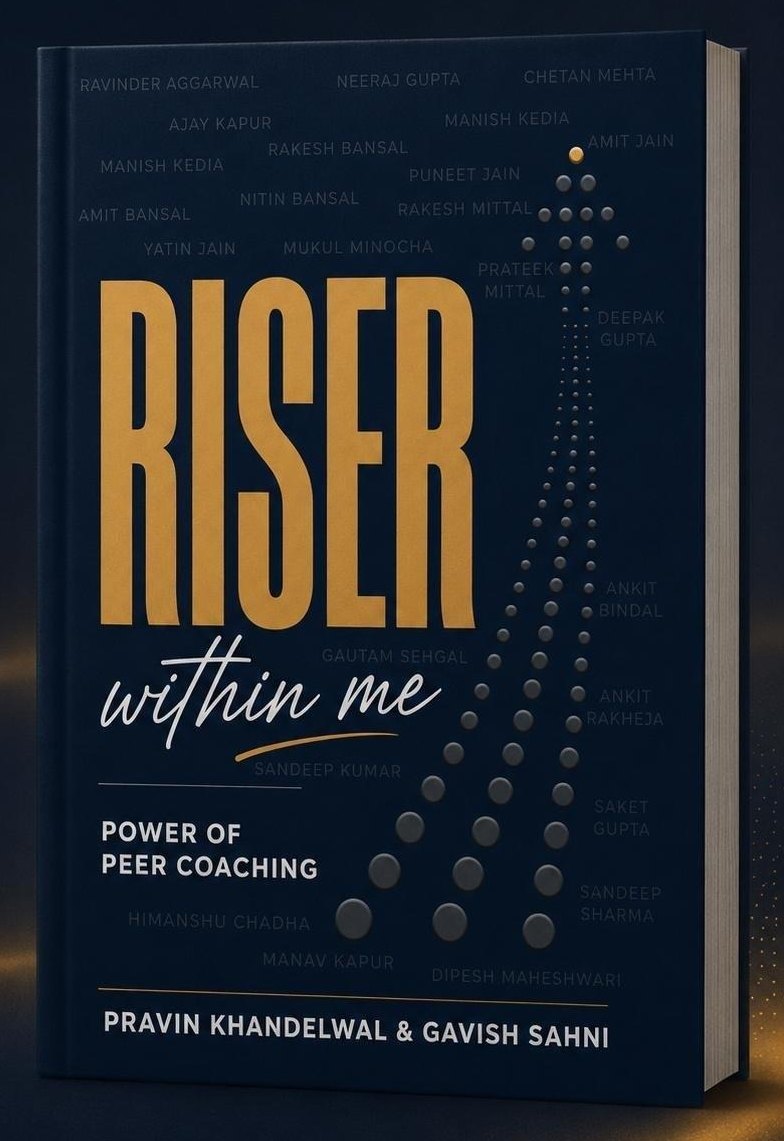 RAVINDER AGGARWAL
NEERAJ GUPTA
CHETAN MEHTA
AJAY KAPUR
MANISH KEDIA
AMIT JAIN
RAKESH BANSAL
MANISH KEDIA
PUNEET JAIN
NITIN BANSAL
AMIT BANSAL
RAKESH MITTAL
YATIN JAIN
MUKUL MINOCHA
PRATEEK
MITTAL
DEEPAK
GUPTA
RISER
within me
ANKIT
BINDAL
GAUTAM SEHGAL
ANKIT
RAKHEJA
SANDEEP KUMAR
SAKET
GUPTA
POWER OF
PEER COACHING
SANDEEP
SHARMA
HIMANSHU CHADHA
MANAV KAPUR
DIPESH MAHESHWARI
PRAVIN KHANDELWAL & GAVISH SAHNI